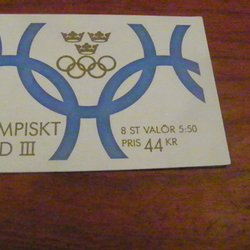 MPISKT
D III
8 ST VALÖR 5:50
PRIS 44 KR